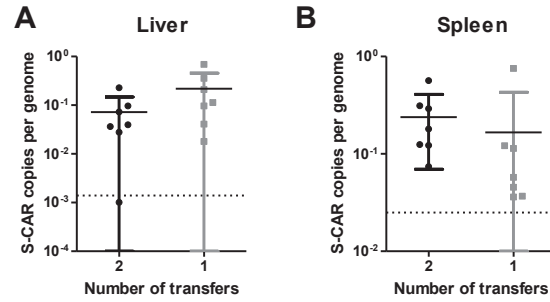 A
Liver
S-CAR copies per genome
10^0
10^-1
10^-2
10^-3
10^-4
2
1
Number of transfers
B
Spleen
S-CAR copies per genome
10^0
10^-1
10^-2
2
1
Number of transfers